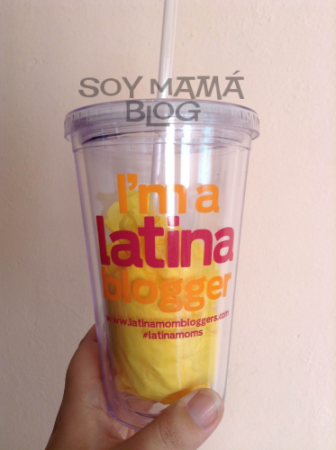 SOY MAMÁ
BLOG
I'm a
latina
blogger
www.latinamombloggers.com
#latinamoms